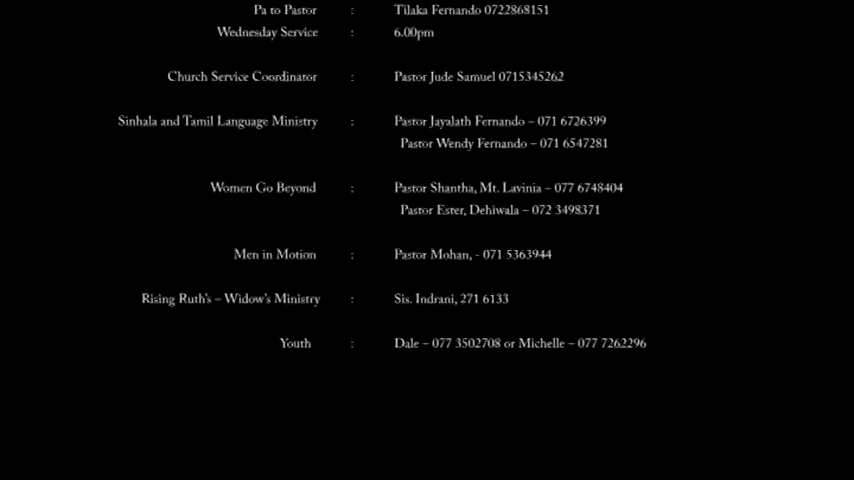 Pa to Pastor : Tilaka Fernando 0722868151
Wednesday Service : 6.00pm
Church Service Coordinator : Pastor Jude Samuel 0715345262
Sinhala and Tamil Language Ministry : Pastor Jayalath Fernando – 071 6726399
Pastor Wendy Fernando – 071 6547281
Women Go Beyond : Pastor Shantha, Mt. Lavinia – 077 6748404
Pastor Ester, Dehiwala – 072 3498371
Men in Motion : Pastor Mohan, - 071 5363944
Rising Ruth's – Widow's Ministry : Sis. Indrani, 271 6133
Youth : Dale – 077 3502708 or Michelle – 077 7262296